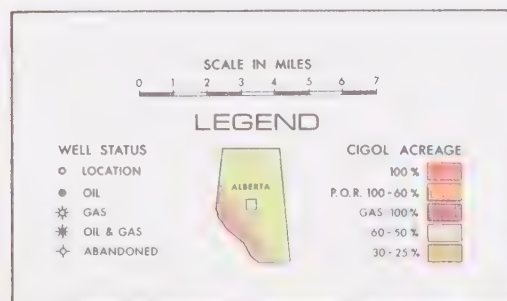 SCALE IN MILES
0 1 2 3 4 5 6 7
LEGEND
WELL STATUS
LOCATION
OIL
GAS
OIL & GAS
ABANDONED
ALBERTA
CIGOL ACREAGE
100 %
P.O.R. 100-60 %
GAS 100 %
60 - 50 %
30 - 25 %